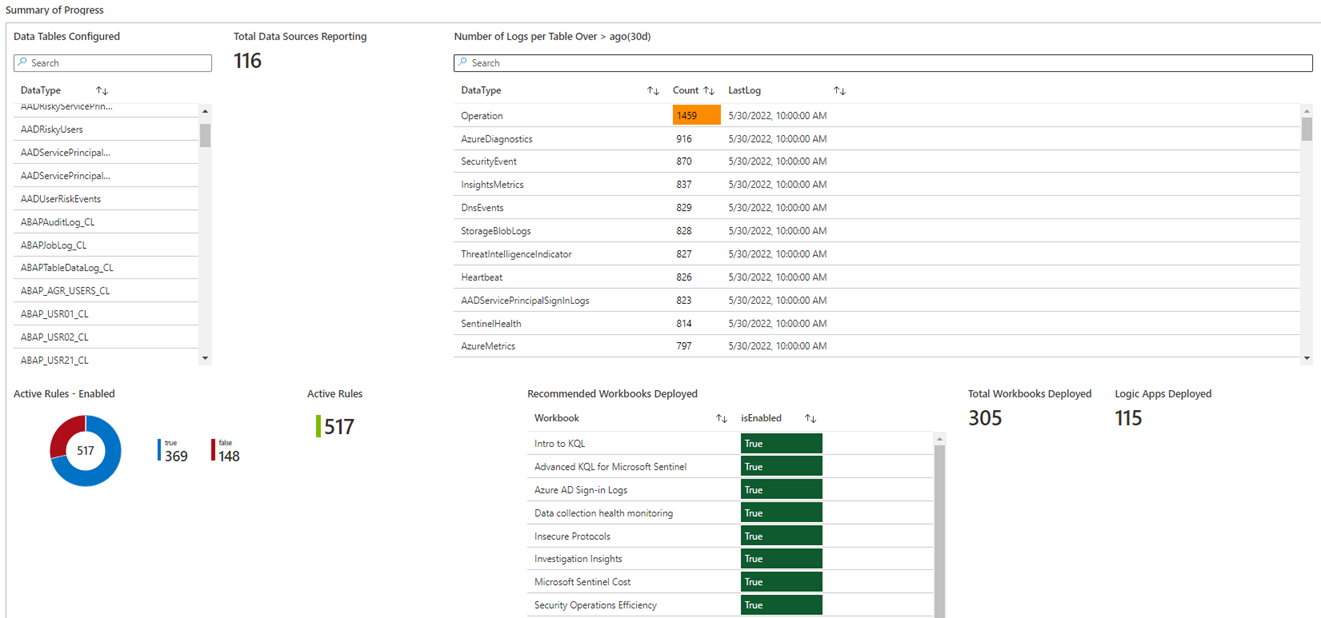 Summary of Progress
Data Tables Configured
Search
DataType
AADRiskyServicePrin...
AADRiskyUsers
AADServicePrincipal...
AADServicePrincipal...
AADUserRiskEvents
ABAPAuditLog_CL
ABAPJobLog_CL
ABAPTableDataLog_CL
ABAP_AGR_USERS_CL
ABAP_USR01_CL
ABAP_USR02_CL
ABAP_USR21_CL
Total Data Sources Reporting
116
Number of Logs per Table Over > ago(30d)
Search
DataType Count LastLog
Operation 1459 5/30/2022, 10:00:00 AM
AzureDiagnostics 916 5/30/2022, 10:00:00 AM
SecurityEvent 870 5/30/2022, 10:00:00 AM
InsightsMetrics 837 5/30/2022, 10:00:00 AM
DnsEvents 829 5/30/2022, 10:00:00 AM
StorageBlobLogs 828 5/30/2022, 10:00:00 AM
ThreatIntelligenceIndicator 827 5/30/2022, 10:00:00 AM
Heartbeat 826 5/30/2022, 10:00:00 AM
AADServicePrincipalSignInLogs 823 5/30/2022, 10:00:00 AM
SentinelHealth 814 5/30/2022, 10:00:00 AM
AzureMetrics 797 5/30/2022, 10:00:00 AM
Active Rules - Enabled
517
true
369
false
148
Active Rules
517
Recommended Workbooks Deployed
Workbook isEnabled
Intro to KQL True
Advanced KQL for Microsoft Sentinel True
Azure AD Sign-in Logs True
Data collection health monitoring True
Insecure Protocols True
Investigation Insights True
Microsoft Sentinel Cost True
Security Operations Efficiency True
Total Workbooks Deployed
305
Logic Apps Deployed
115